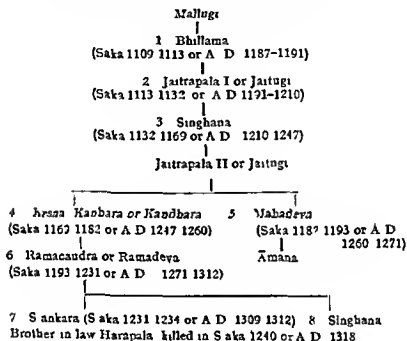 Mallugi
1 Bhillama
(Saka 1109 1113 or A D 1187–1191)
2 Jaitrapala I or Jaitugi
(Saka 1113 1132 or A D 1191–1210)
3 Singhana
(Saka 1132 1169 or A D 1210 1247)
Jaitrapala II or Jaitugi
4 Krsna Kanhara or Kandhara 5 Mahadeva
(Saka 1169 1182 or A D 1247 1260) (Saka 1182 1193 or A D
1260 1271)
6 Ramacandra or Ramadeva Āmana
(Saka 1193 1231 or A D 1271 1312)
7 S ankara (S aka 1231 1234 or A D 1309 1312) 8 Singhana
Brother in law Harapala killed in S aka 1240 or A D 1318